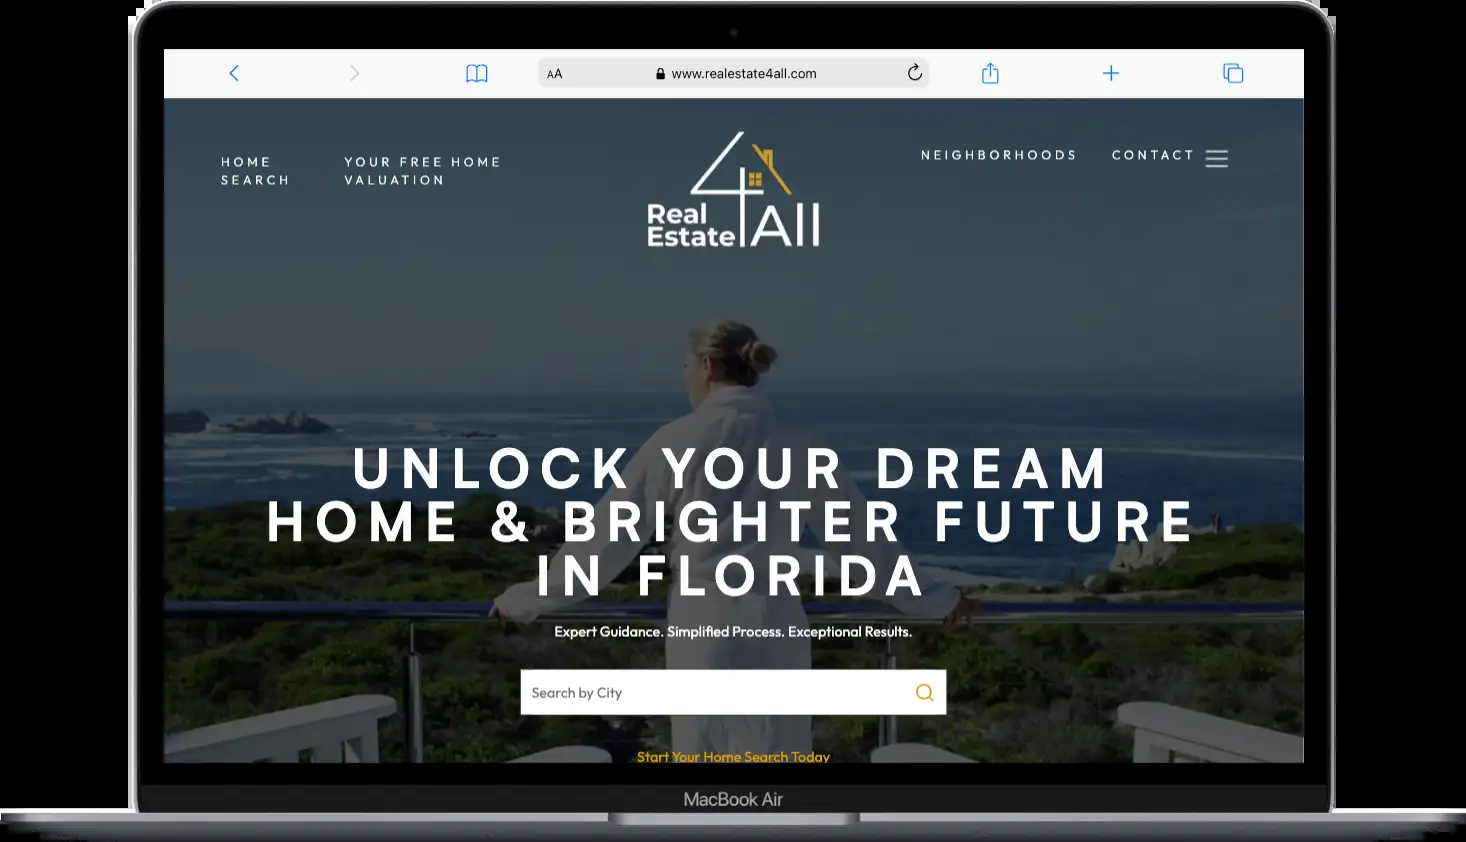 AA
www.realestate4all.com
HOME
SEARCH
YOUR FREE HOME
VALUATION
4
Real
Estate
All
NEIGHBORHOODS
CONTACT
UNLOCK YOUR DREAM
HOME & BRIGHTER FUTURE
IN FLORIDA
Expert Guidance. Simplified Process. Exceptional Results.
Search by City
Start Your Home Search Today
MacBook Air